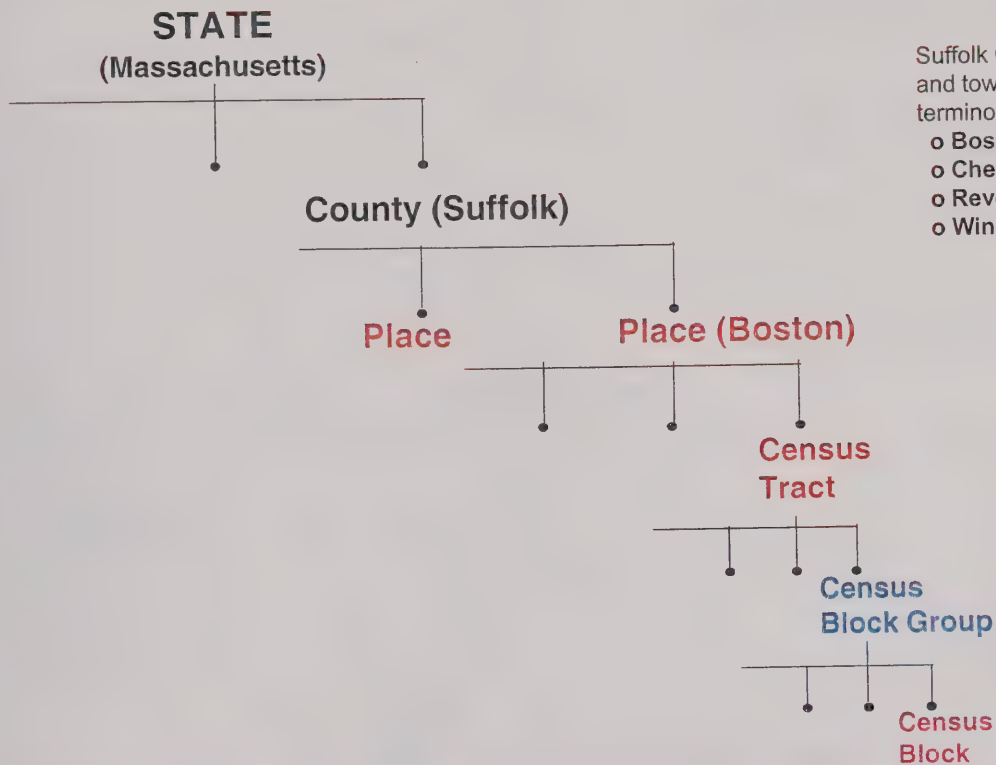 STATE
(Massachusetts)
Suffolk
and tow
termino
o Bos
o Che
o Rev
o Win
County (Suffolk)
Place
Place (Boston)
Census
Tract
Census
Block Group
Census
Block